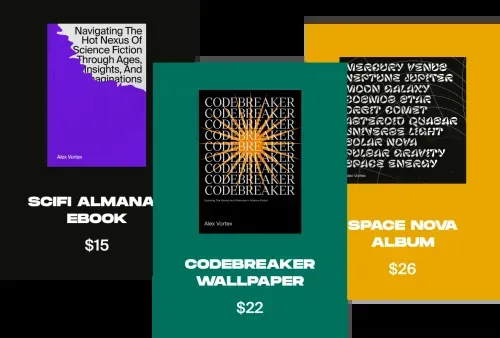 Navigating The
Hot Nexus Of
Science Fiction
Through Ages,
Insights, And
Imaginations
Alex Vortex
SCIFI ALMANA
EBOOK
$15
CODEBREAKER
CODEBREAKER
CODEBREAKER
CODEBREAKER
CODEBREAKER
CODEBREAKER
CODEBREAKER
CODEBREAKER
Alex Vortex
CODEBREAKER
WALLPAPER
$22
MERCURY VENUS
NEPTUNE JUPITER
MOON GALAXY
COSMOS STAR
ORBIT COMET
ASTEROID QUASAR
UNIVERSE LIGHT
SOLAR NOVA
PULSAR GRAVITY
SPACE ENERGY
Alex Vortex
SPACE NOVA
ALBUM
$26